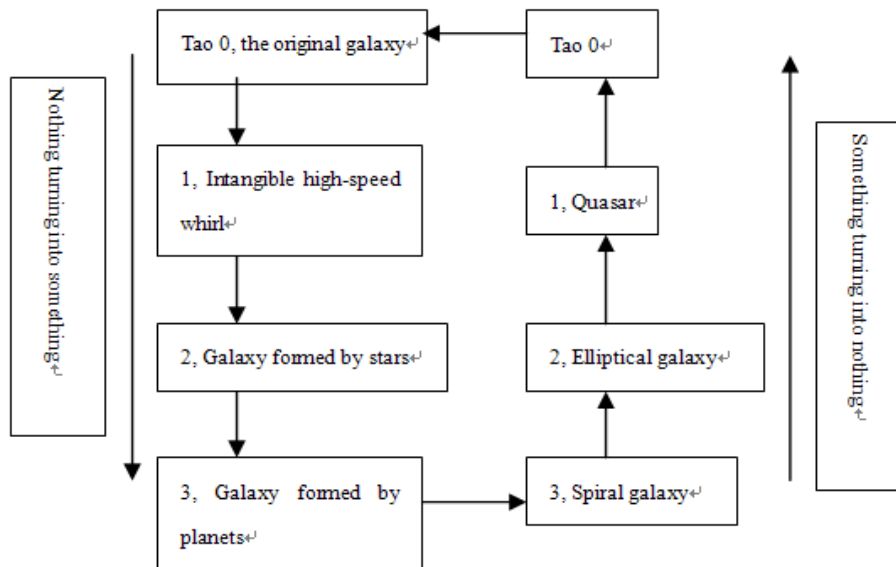 Tao 0, the original galaxy↵
Tao 0↵
Nothing turning into something↵
1, Intangible high-speed
whirl↵
1, Quasar↵
Something turning into nothing↵
2, Galaxy formed by stars↵
2, Elliptical galaxy↵
3, Galaxy formed by
planets↵
3, Spiral galaxy↵